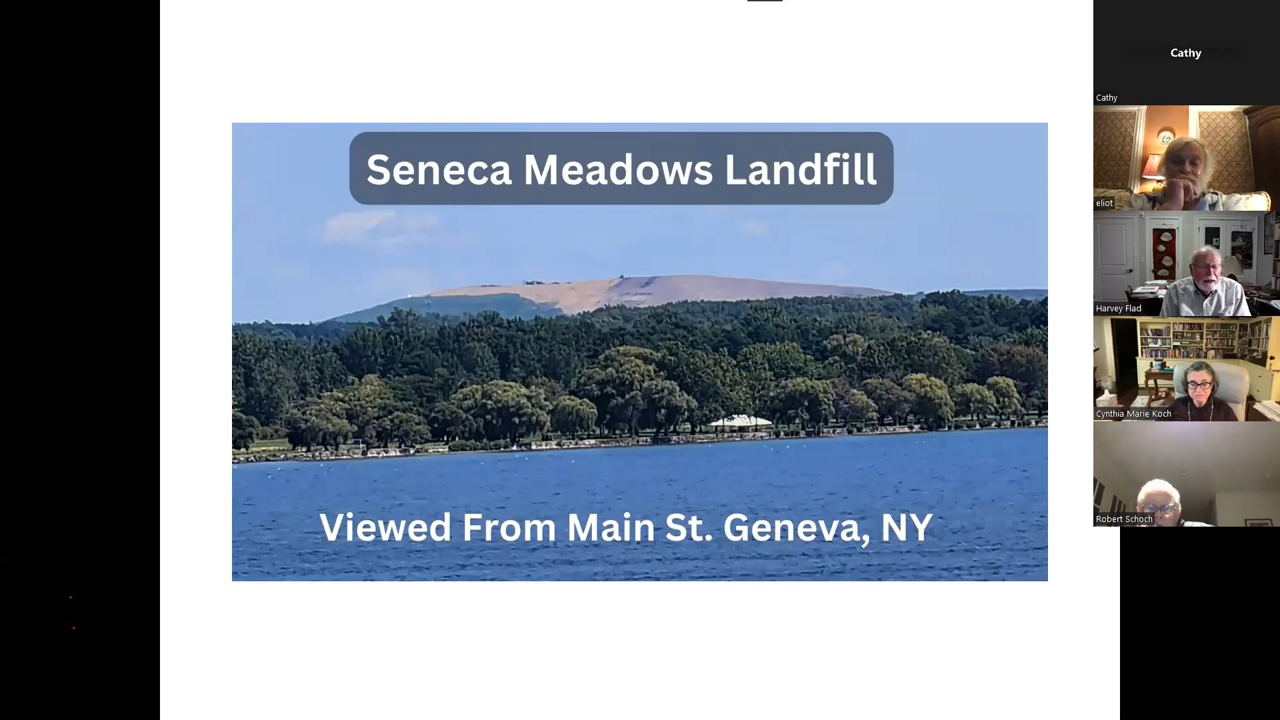 Seneca Meadows Landfill
Viewed From Main St. Geneva, NY
Cathy
Cathy
eliot
Harvey Flad
Cynthia Marie Koch
Robert Schoch